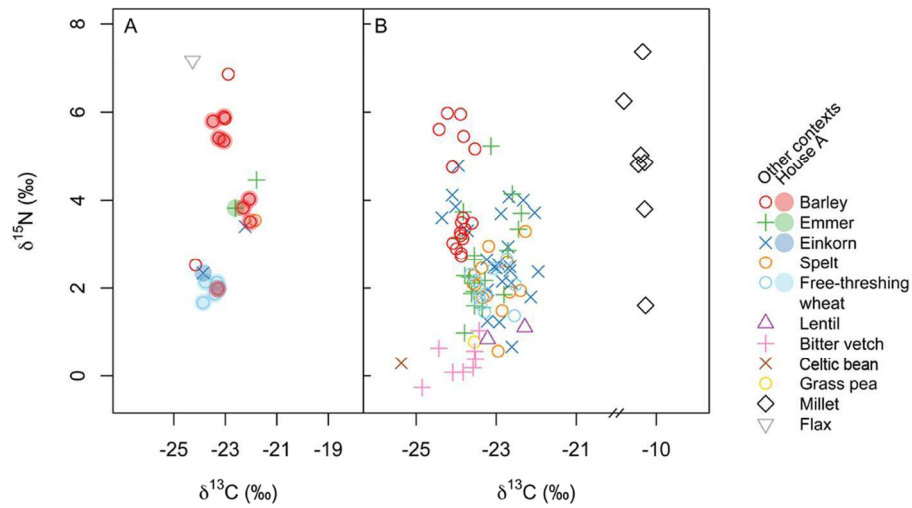 A
B
8
6
4
2
0
δ15N (‰)
-25
-23
-21
-19
δ13C (‰)
-25
-23
-21
-10
δ13C (‰)
Other contexts
House A
Barley
Emmer
Einkorn
Spelt
Free-threshing
wheat
Lentil
Bitter vetch
Celtic bean
Grass pea
Millet
Flax